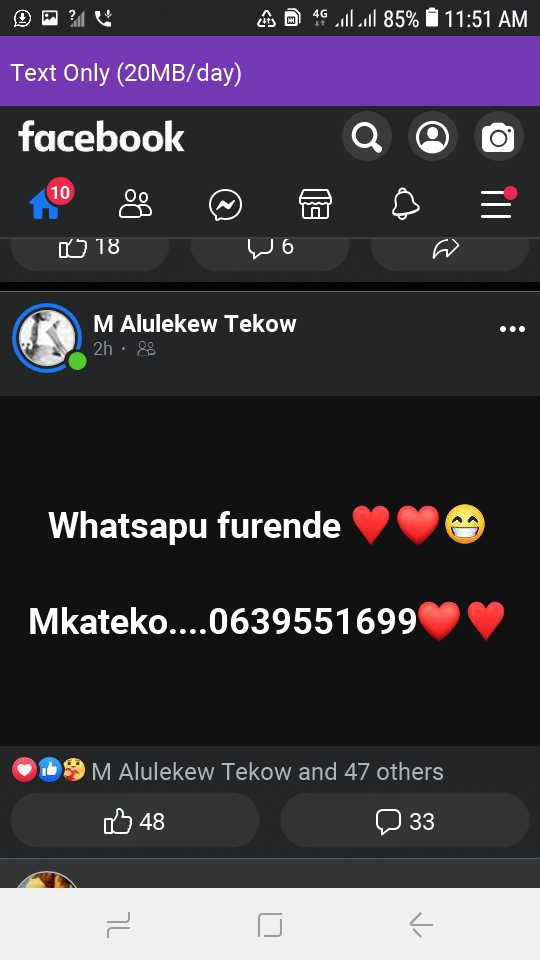 4G 85% 11:51 AM
Text Only (20MB/day)
facebook
10
18 6
M Alulekew Tekow
2h ·
Whatsapu furende ♥️❤️😁
Mkateko....0639551699❤️♥️
M Alulekew Tekow and 47 others
48 33